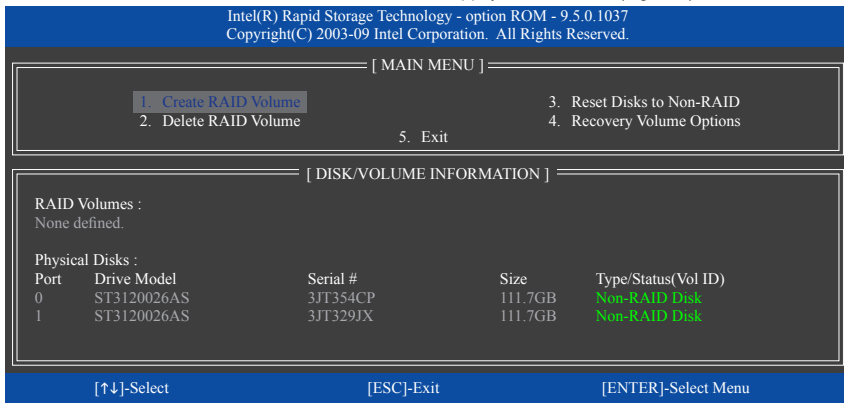 Intel(R) Rapid Storage Technology - option ROM - 9.5.0.1037
Copyright(C) 2003-09 Intel Corporation.  All Rights Reserved.
[ MAIN MENU ]
1. Create RAID Volume 3. Reset Disks to Non-RAID
2. Delete RAID Volume 4. Recovery Volume Options
5. Exit
[ DISK/VOLUME INFORMATION ]
RAID Volumes :
None defined.
Physical Disks :
Port Drive Model Serial # Size Type/Status(Vol ID)
0 ST3120026AS 3JT354CP 111.7GB Non-RAID Disk
1 ST3120026AS 3JT329JX 111.7GB Non-RAID Disk
[↑↓]-Select [ESC]-Exit [ENTER]-Select Menu